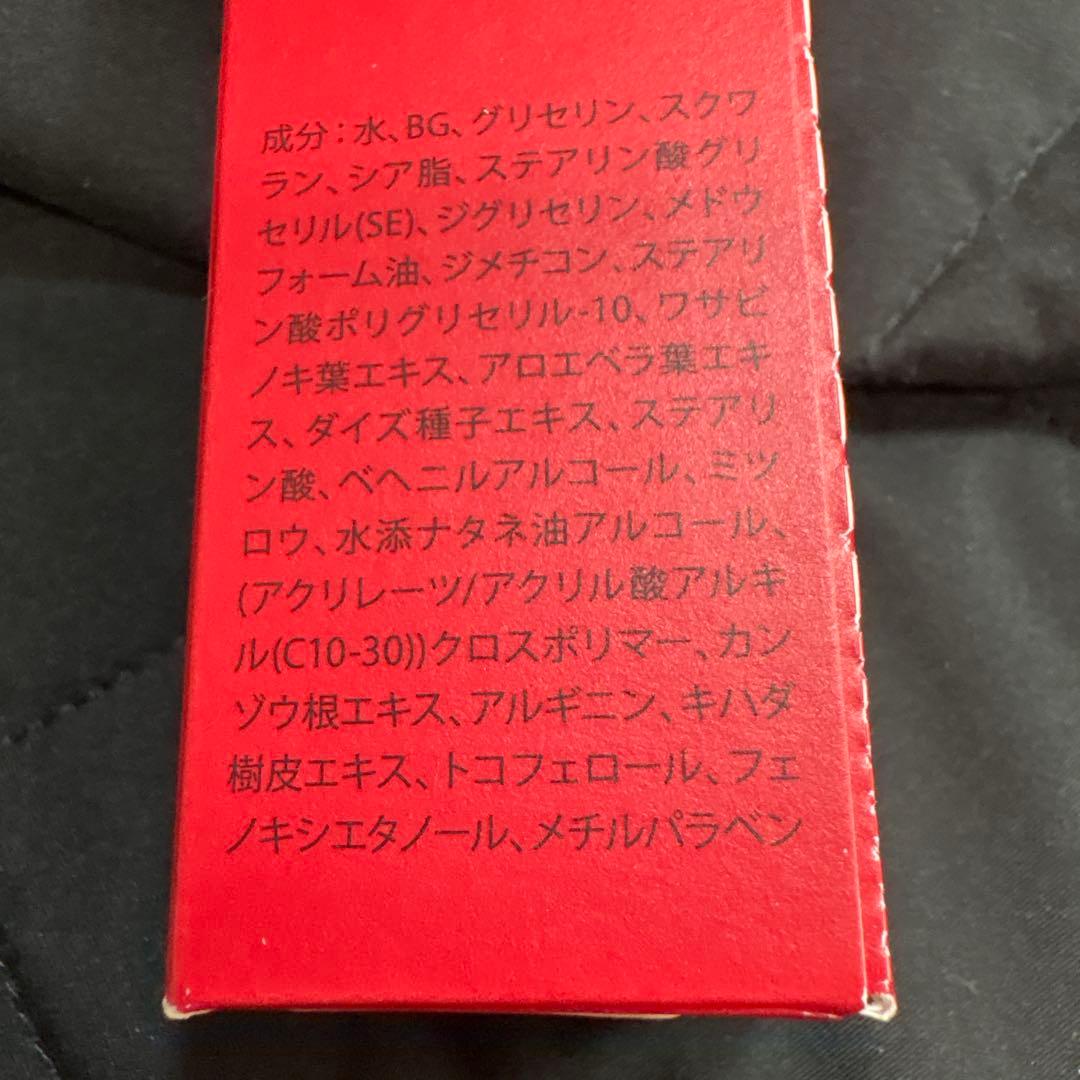 成分：水、BG、グリセリン、スクワ
ラン、シア脂、ステアリン酸グリ
セリル(SE)、ジグリセリン、メドウ
フォーム油、ジメチコン、ステアリ
ン酸ポリグリセリル-10、ワサビ
ノキ葉エキス、アロエベラ葉エキ
ス、ダイズ種子エキス、ステアリ
ン酸、ベヘニルアルコール、ミツ
ロウ、水添ナタネ油アルコール、
(アクリレーツ/アクリル酸アルキ
ル(C10-30))クロスポリマー、カン
ゾウ根エキス、アルギニン、キハダ
樹皮エキス、トコフェロール、フェ
ノキシエタノール、メチルパラベン